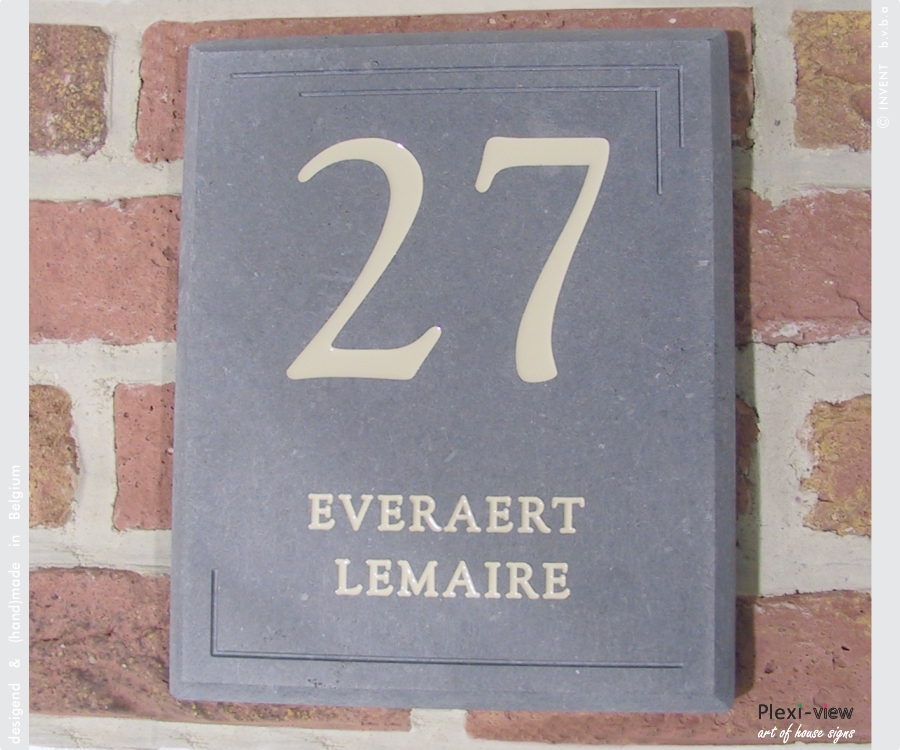 27
EVERAERT
LEMAIRE
desigend & (hand)made in Belgium
© INVENT b.v.b.a
Plexi-view
art of house signs